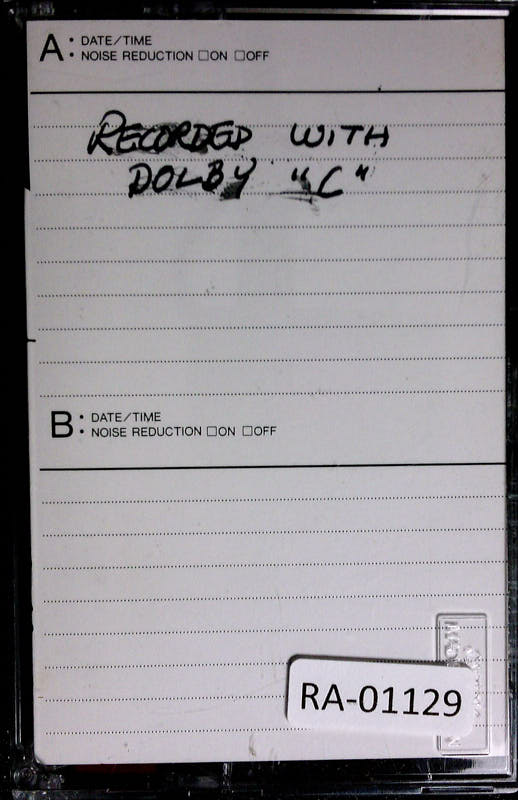 A: DATE/TIME
NOISE REDUCTION □ON □OFF
RECORDED WITH
DOLBY "C"
B: DATE/TIME
NOISE REDUCTION □ON □OFF
RA-01129